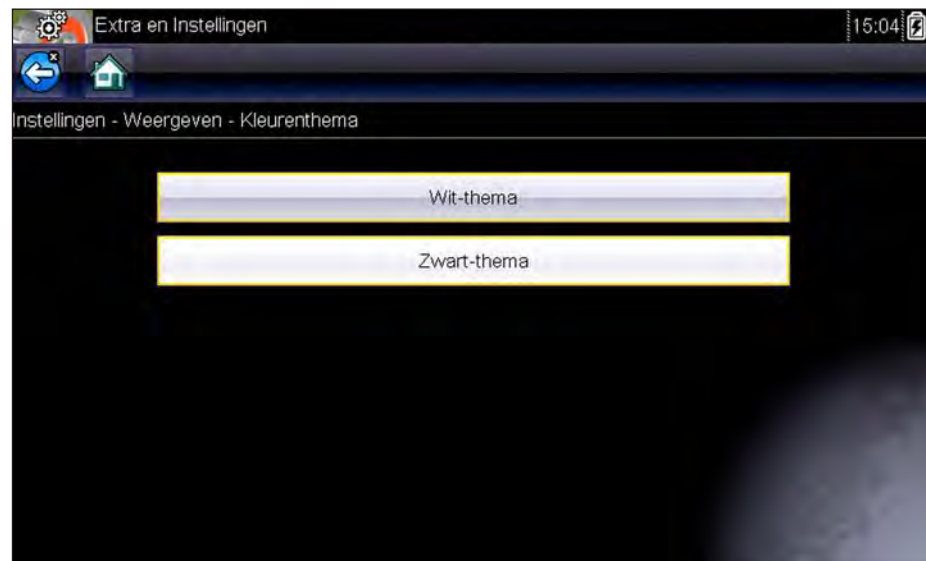 Extra en Instellingen
15:04
Instellingen - Weergeven - Kleurenthema
Wit-thema
Zwart-thema